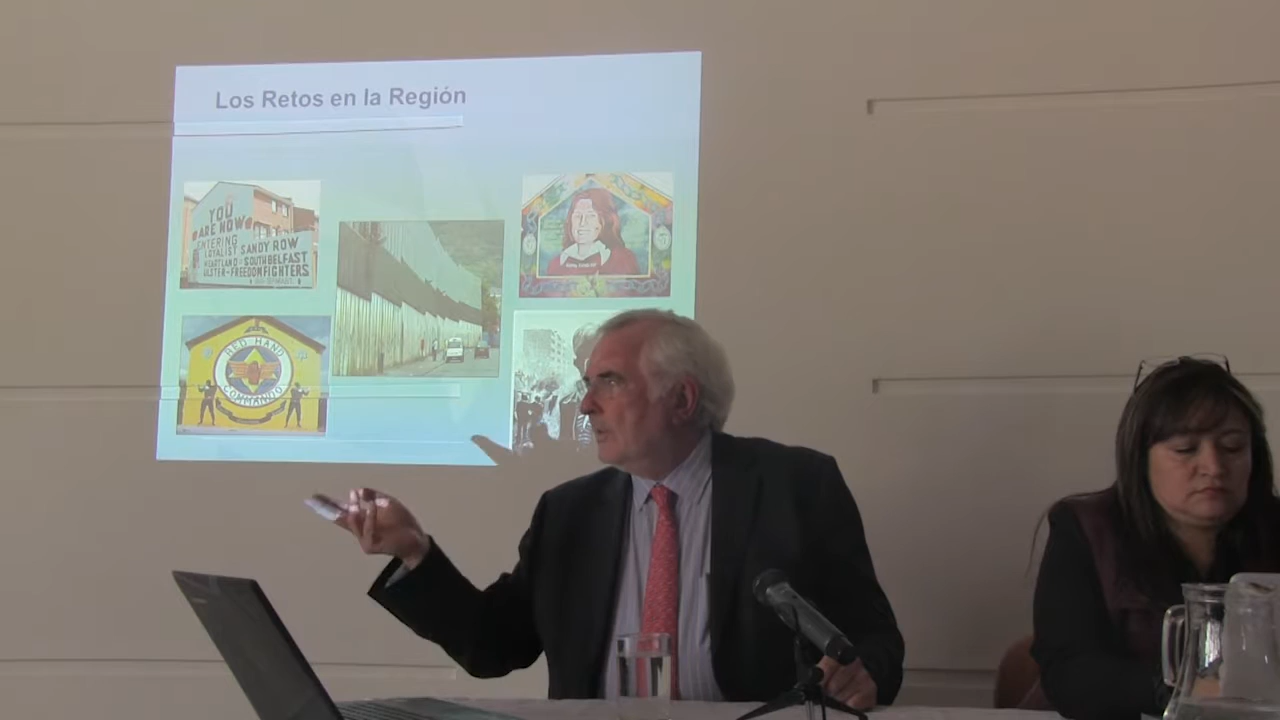 Los Retos en la Región
YOU
ARE NOW
ENTERING
LOYALIST SANDY ROW
HEARTLAND OF SOUTH BELFAST
ULSTER-FREEDOM FIGHTERS
RED HAND
COMMANDO